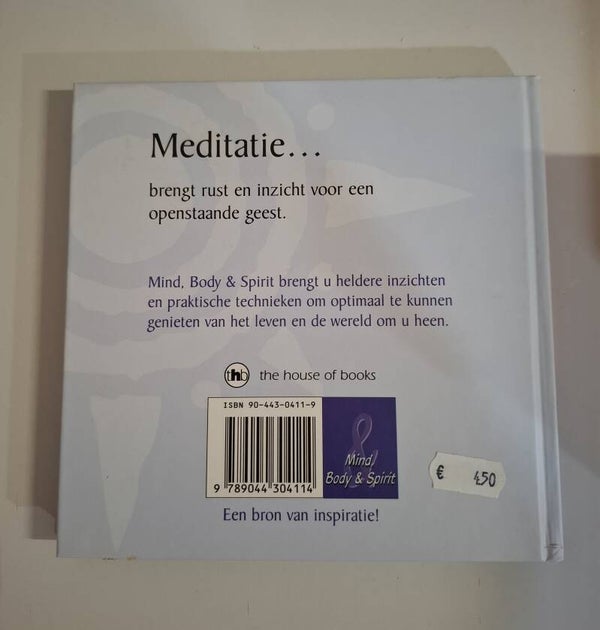 Meditatie...
brengt rust en inzicht voor een
openstaande geest.
Mind, Body & Spirit brengt u heldere inzichten
en praktische technieken om optimaal te kunnen
genieten van het leven en de wereld om u heen.
thb the house of books
ISBN 90-443-0411-9
9 789044 304114
Mind,
Body & Spirit
€ 450
Een bron van inspiratie!